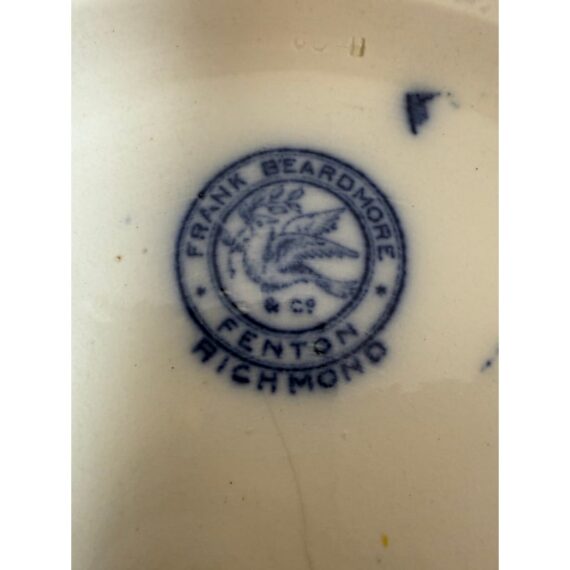 FRANK BEARDMORE
& Co
FENTON
RICHMOND